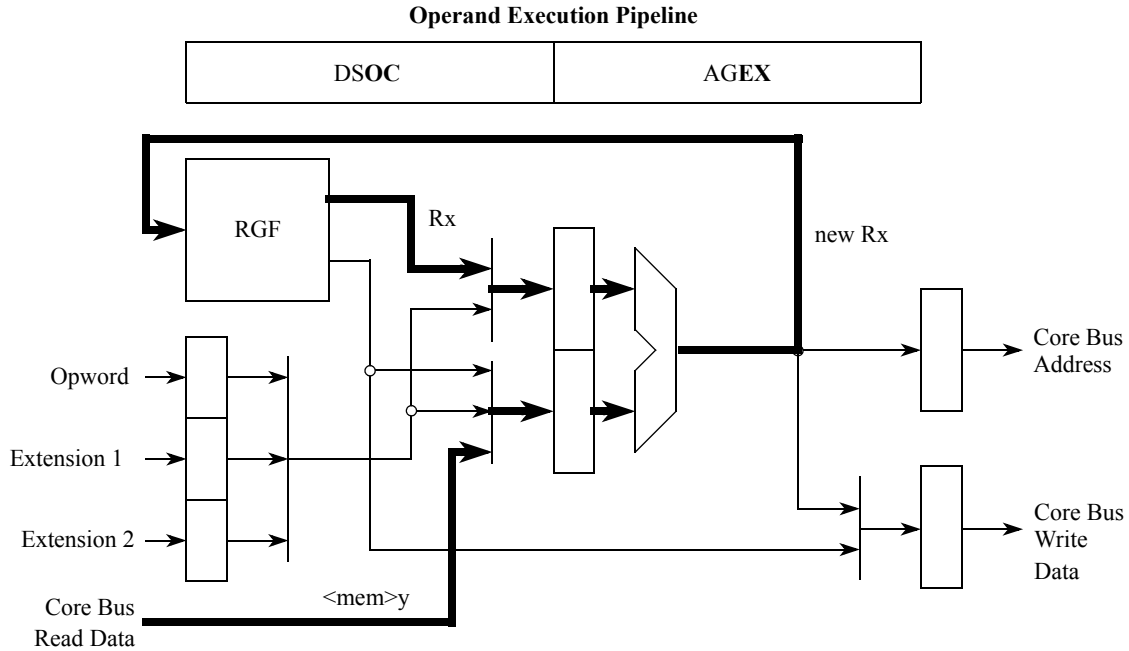 Operand Execution Pipeline
DSOC
AGEX
RGF
Rx
new Rx
Opword
Core Bus
Address
Extension 1
Extension 2
Core Bus
Write
Data
<mem>y
Core Bus
Read Data